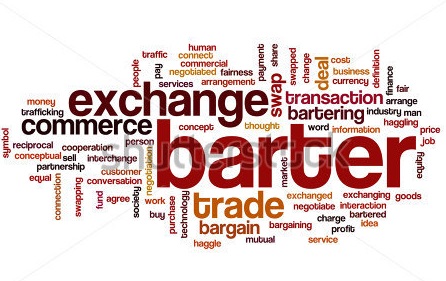 human
traffic
connect
commercial
negotiated
fairness
arrangement
people
pay
services
payment
share
swap
swapped
change
deal
cost
business
currency
definition
finance
fair
arrange
money
trafficking
exchange
transaction
bartering
industry
man
haggling
symbol
commerce
concept
thought
word
information
price
job
reciprocal
cooperation
person
conceptual
sell
interchange
barter
equality
partnership
customer
negotiation
market
equal
conversation
connection
swapping
fund
agree
society
work
technology
trade
exchanged
exchanging
goods
negotiate
interaction
buy
purchase
bargain
bargaining
charge
bartered
profit
idea
haggle
mutual
service